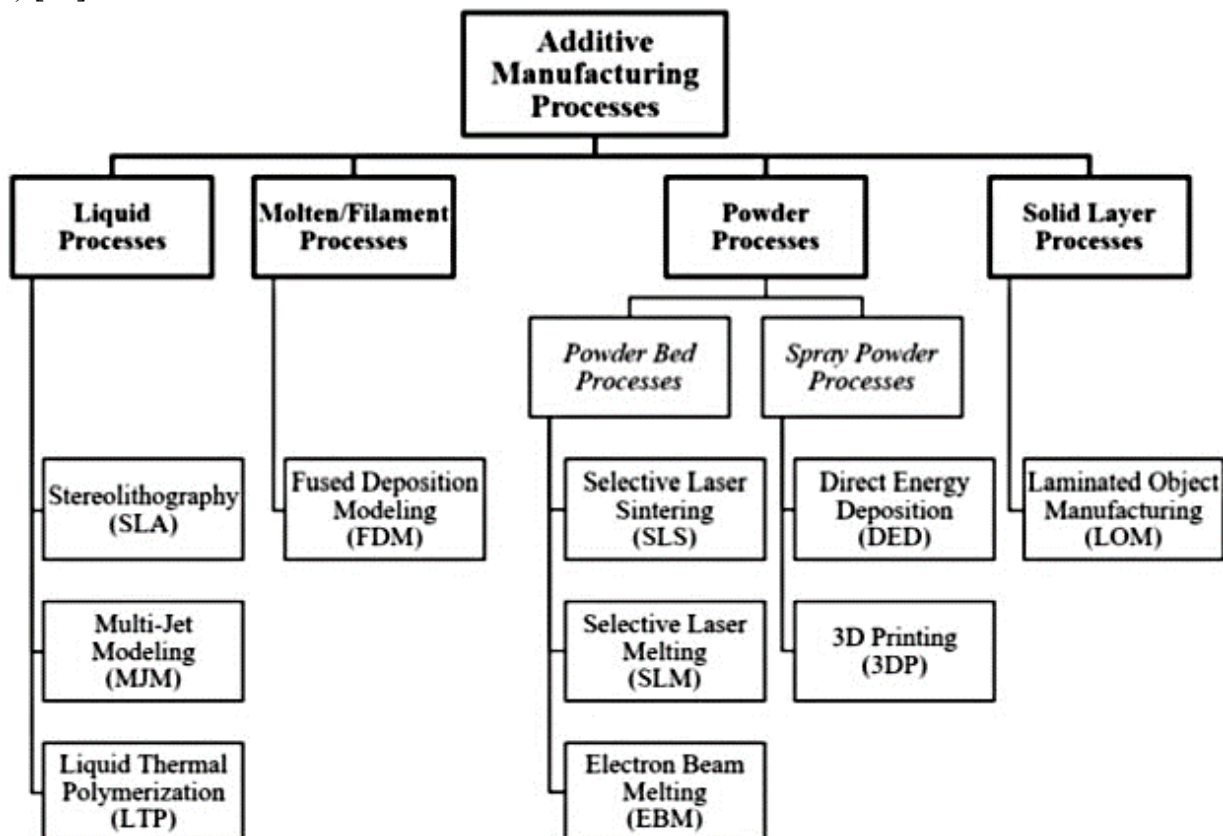 Additive
Manufacturing
Processes
Liquid
Processes
Molten/Filament
Processes
Powder
Processes
Solid Layer
Processes
Powder Bed
Processes
Spray Powder
Processes
Stereolithography
(SLA)
Fused Deposition
Modeling
(FDM)
Selective Laser
Sintering
(SLS)
Direct Energy
Deposition
(DED)
Laminated Object
Manufacturing
(LOM)
Multi-Jet
Modeling
(MJM)
Selective Laser
Melting
(SLM)
3D Printing
(3DP)
Liquid Thermal
Polymerization
(LTP)
Electron Beam
Melting
(EBM)